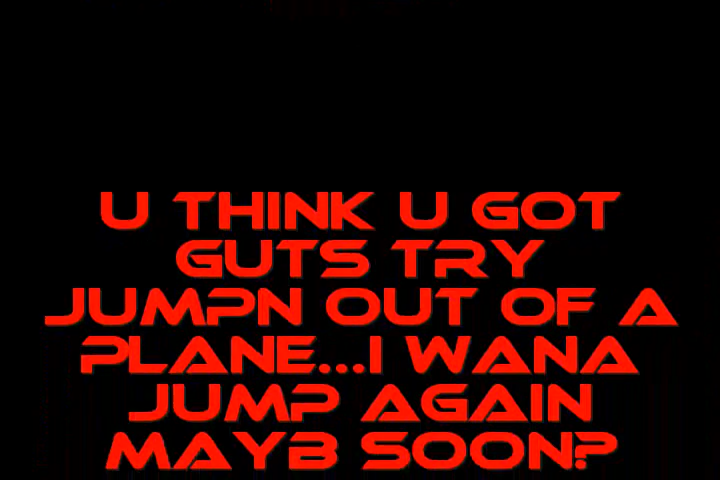 U THINK U GOT
GUTS TRY
JUMPN OUT OF A
PLANE...I WANA
JUMP AGAIN
MAYB SOON?